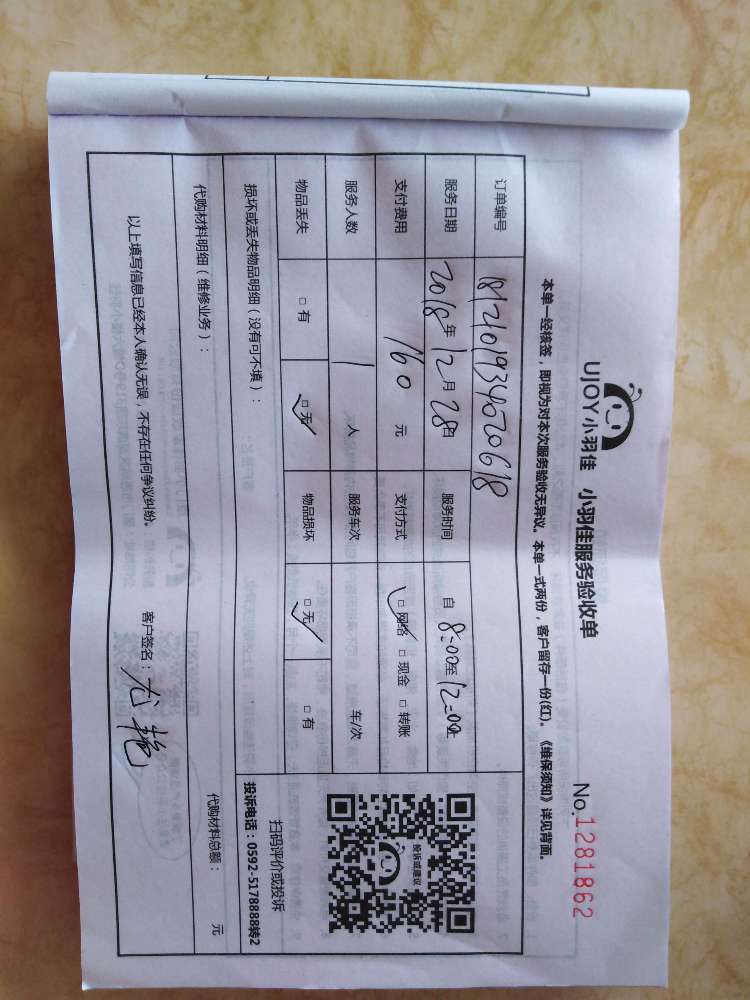 UJOY小羽佳 小羽佳服务验收单
No.1281862
本单一经核签，即视为对本次服务验收无异议。本单一式两份，客户留存一份(红)。《维保须知》详见背面。
订单编号
服务日期 2018年12月28日 服务时间 自 8:00至12:00止
支付费用 160 元 支付方式 □网络 □现金 □转账
服务人数 1 人 服务车次 车/次
物品丢失 □有 □无 物品损坏 □无 □有
损坏或丢失物品明细（没有可不填）：
投诉或建议
扫码评价或投诉
投诉电话：0592-5178888转2
代购材料明细（维修业务）： 代购材料总额： 元
以上填写信息已经本人确认无误，不存在任何争议纠纷。 客户签名：